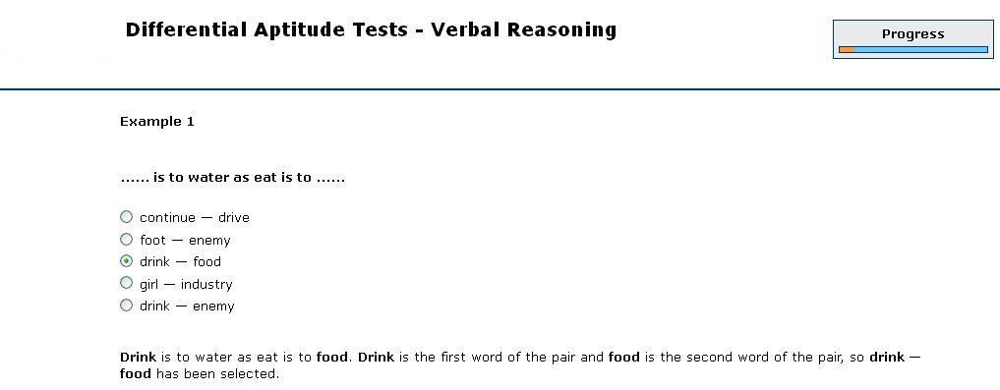 Differential Aptitude Tests - Verbal Reasoning
Progress
Example 1
...... is to water as eat is to ......
continue — drive
foot — enemy
drink — food
girl — industry
drink — enemy
Drink is to water as eat is to food. Drink is the first word of the pair and food is the second word of the pair, so drink —
food has been selected.